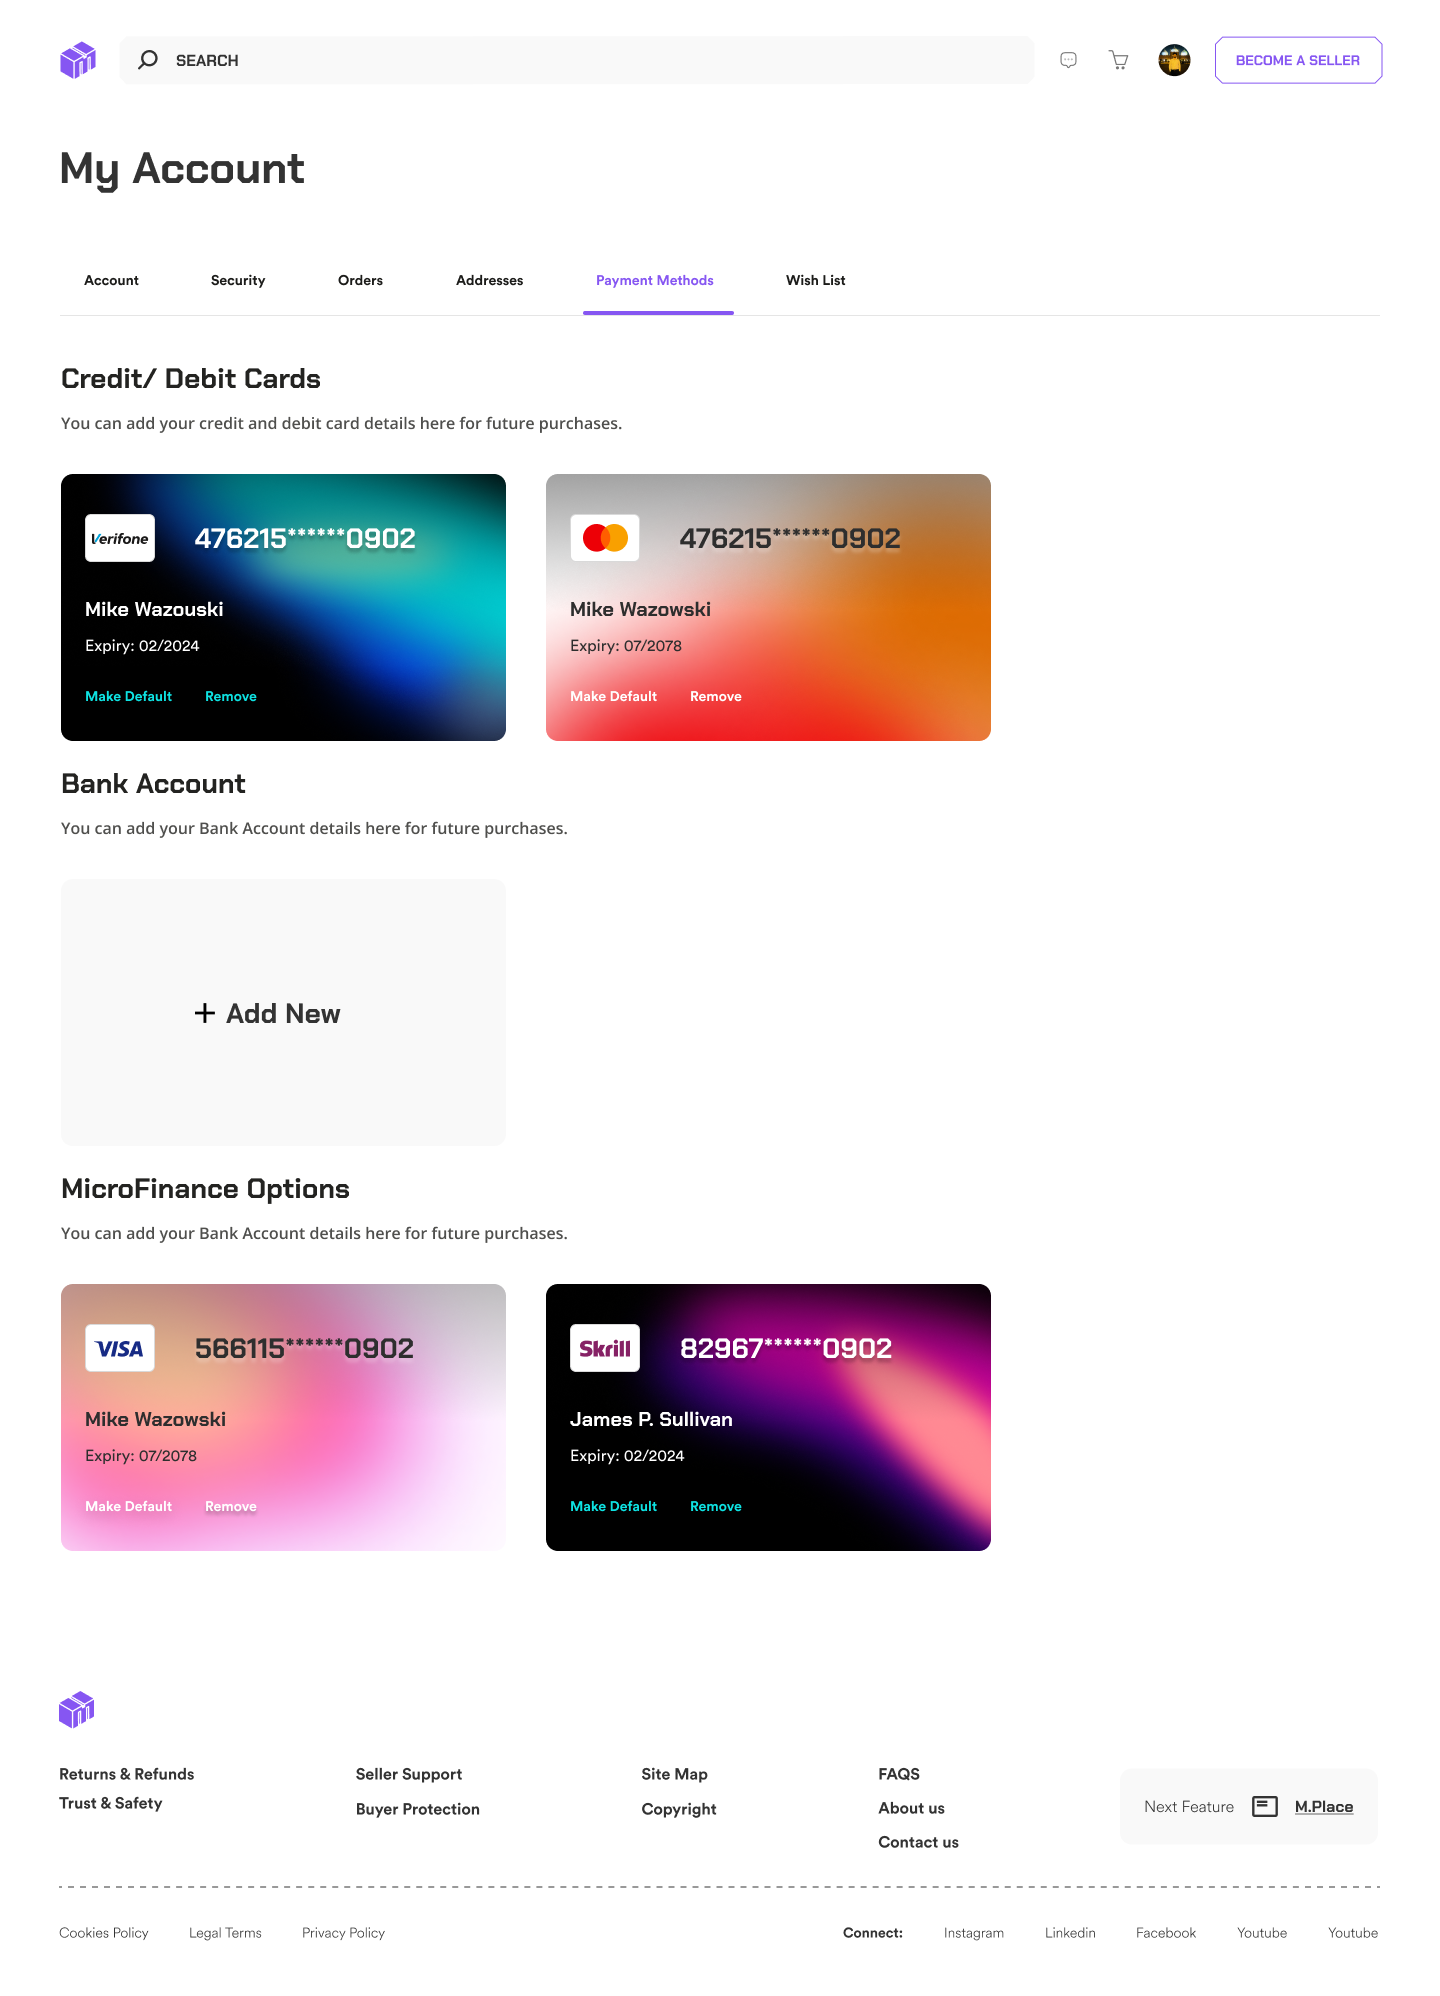 SEARCH
BECOME A SELLER
My Account
Account Security Orders Addresses Payment Methods Wish List
Credit/ Debit Cards
You can add your credit and debit card details here for future purchases.
Verifone 476215******0902
Mike Wazouski
Expiry: 02/2024
Make Default Remove
476215******0902
Mike Wazowski
Expiry: 07/2078
Make Default Remove
Bank Account
You can add your Bank Account details here for future purchases.
+ Add New
MicroFinance Options
You can add your Bank Account details here for future purchases.
VISA 566115******0902
Mike Wazowski
Expiry: 07/2078
Make Default Remove
Skrill 82967******0902
James P. Sullivan
Expiry: 02/2024
Make Default Remove
Returns & Refunds
Trust & Safety
Seller Support
Buyer Protection
Site Map
Copyright
FAQS
About us
Contact us
Next Feature M.Place
Cookies Policy Legal Terms Privacy Policy
Connect: Instagram Linkedin Facebook Youtube Youtube